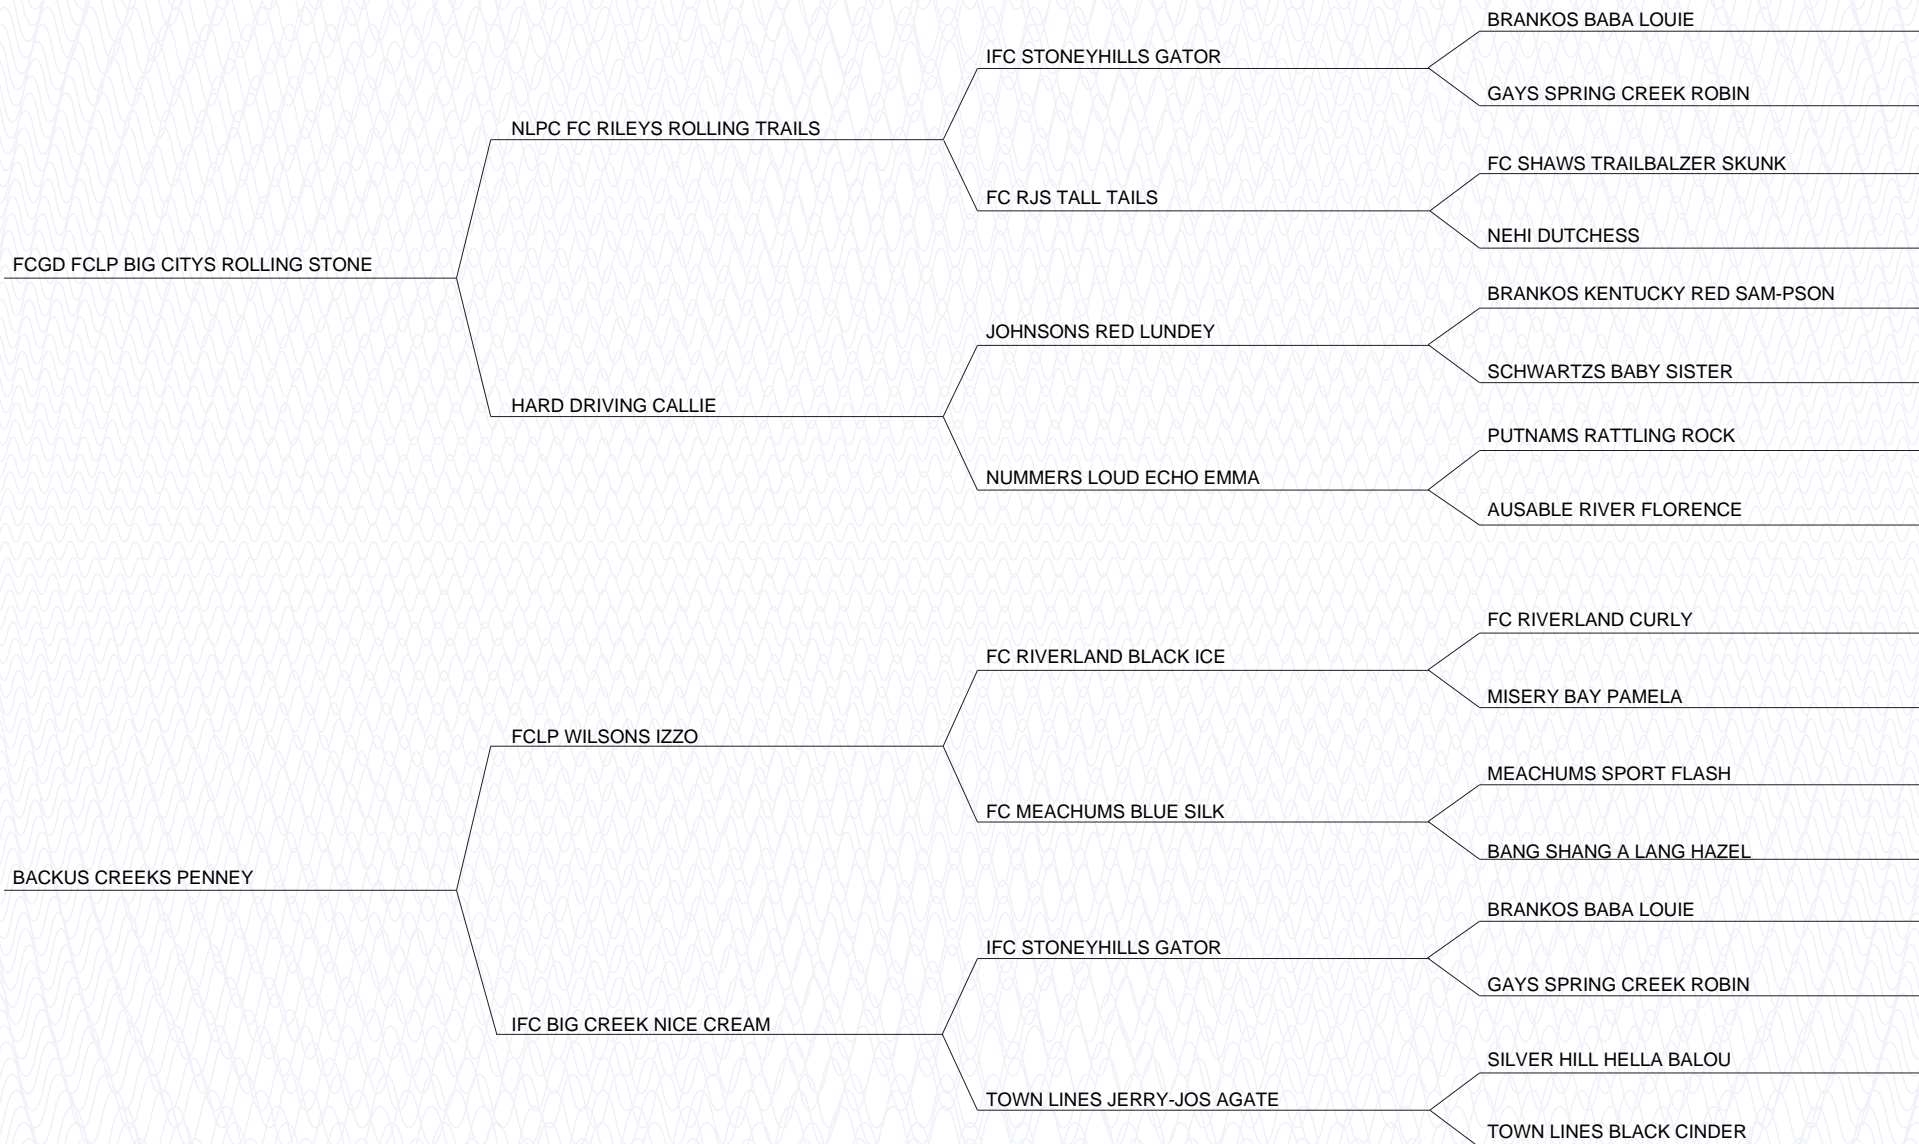 BRANKOS BABA LOUIE
IFC STONEYHILLS GATOR
GAYS SPRING CREEK ROBIN
NLPC FC RILEYS ROLLING TRAILS
FC SHAWS TRAILBALZER SKUNK
FC RJS TALL TAILS
NEHI DUTCHESS
FCGD FCLP BIG CITYS ROLLING STONE
BRANKOS KENTUCKY RED SAM-PSON
JOHNSONS RED LUNDEY
SCHWARTZS BABY SISTER
HARD DRIVING CALLIE
PUTNAMS RATTLING ROCK
NUMMERS LOUD ECHO EMMA
AUSABLE RIVER FLORENCE
FC RIVERLAND CURLY
FC RIVERLAND BLACK ICE
MISERY BAY PAMELA
FCLP WILSONS IZZO
MEACHUMS SPORT FLASH
FC MEACHUMS BLUE SILK
BANG SHANG A LANG HAZEL
BACKUS CREEKS PENNEY
BRANKOS BABA LOUIE
IFC STONEYHILLS GATOR
GAYS SPRING CREEK ROBIN
IFC BIG CREEK NICE CREAM
SILVER HILL HELLA BALOU
TOWN LINES JERRY-JOS AGATE
TOWN LINES BLACK CINDER